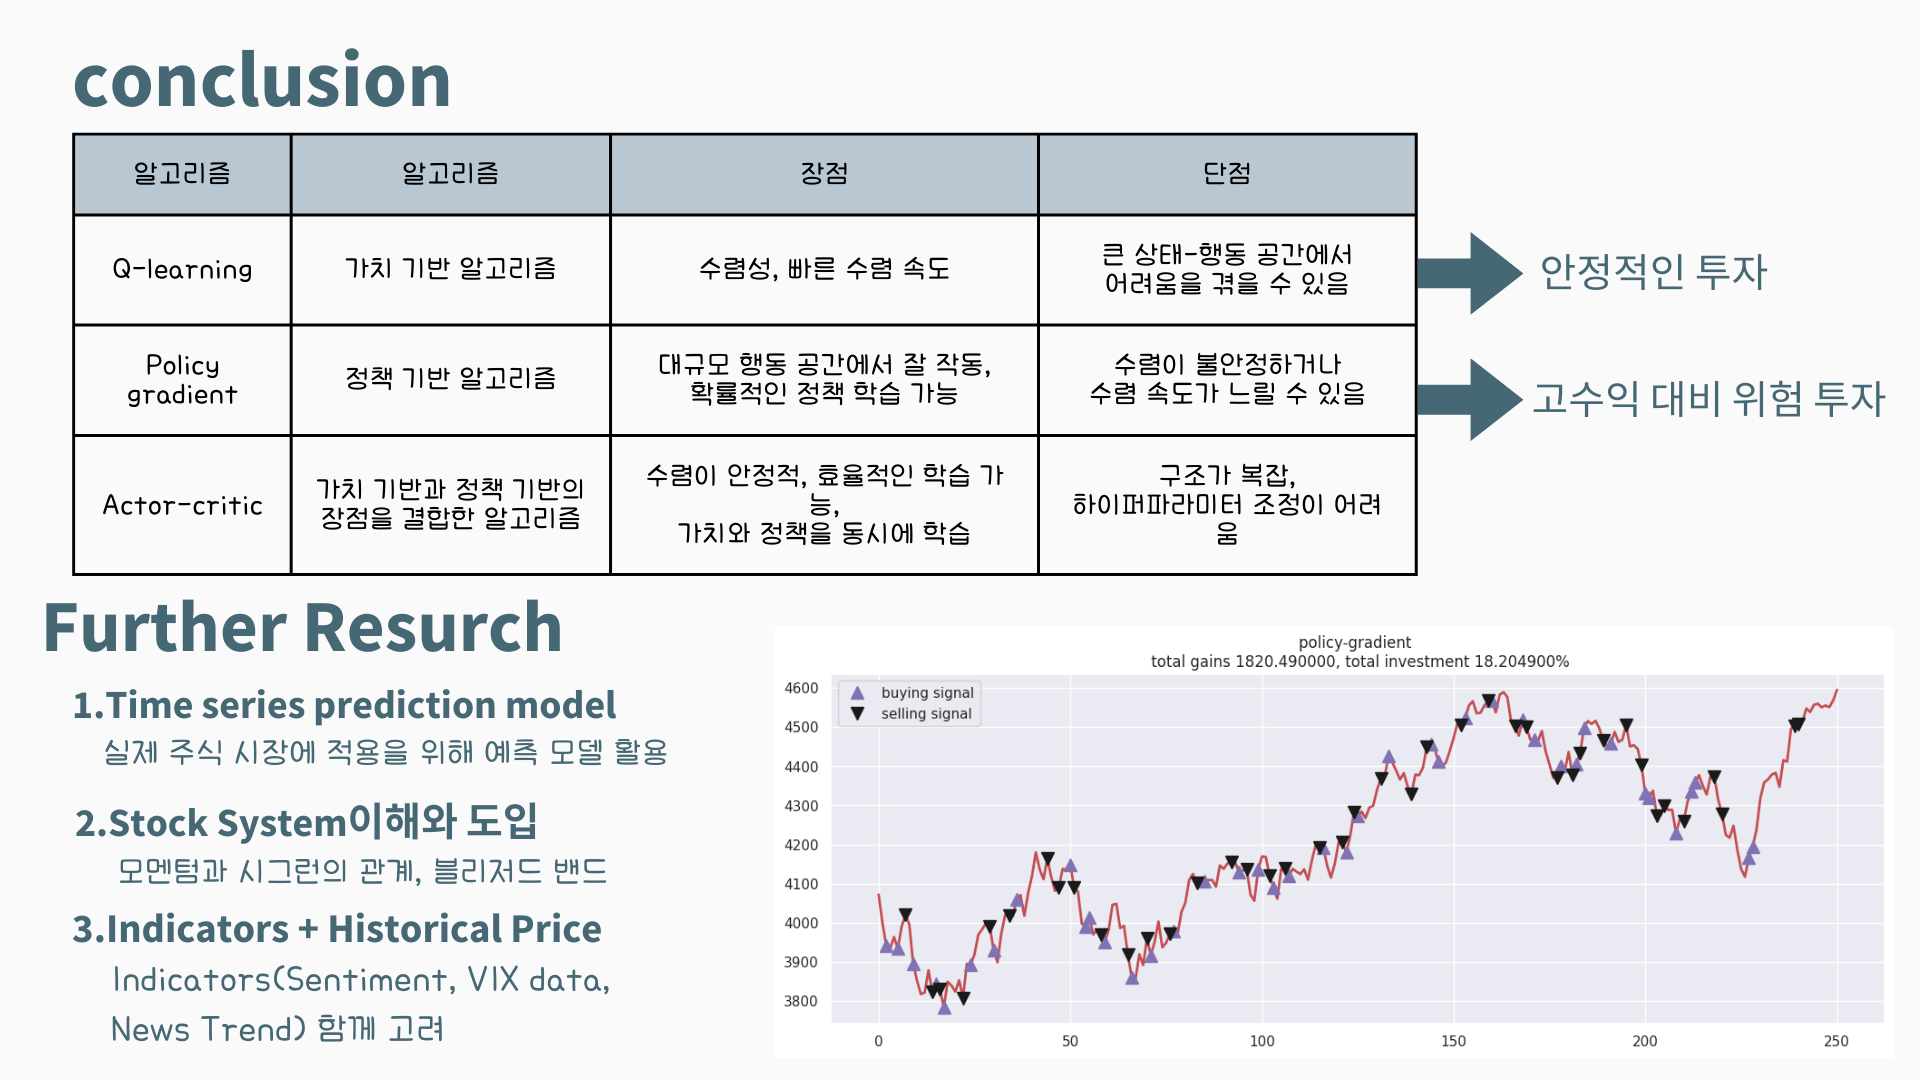 conclusion
알고리즘
알고리즘
장점
단점
Q-learning
가치 기반 알고리즘
수렴성, 빠른 수렴 속도
큰 상태-행동 공간에서
어려움을 겪을 수 있음
안정적인 투자
Policy
gradient
정책 기반 알고리즘
대규모 행동 공간에서 잘 작동,
확률적인 정책 학습 가능
수렴이 불안정하거나
수렴 속도가 느릴 수 있음
고수익 대비 위험 투자
Actor-critic
가치 기반과 정책 기반의
장점을 결합한 알고리즘
수렴이 안정적, 효율적인 학습 가
능,
가치와 정책을 동시에 학습
구조가 복잡,
하이퍼파라미터 조정이 어려
움
Further Resurch
1.Time series prediction model
실제 주식 시장에 적용을 위해 예측 모델 활용
2.Stock System이해와 도입
모멘텀과 시그런의 관계, 블리저드 밴드
3.Indicators + Historical Price
Indicators(Sentiment, VIX data,
News Trend) 함께 고려
policy-gradient
total gains 1820.490000, total investment 18.204900%
buying signal
selling signal
4600
4500
4400
4300
4200
4100
4000
3900
3800
0
50
100
150
200
250